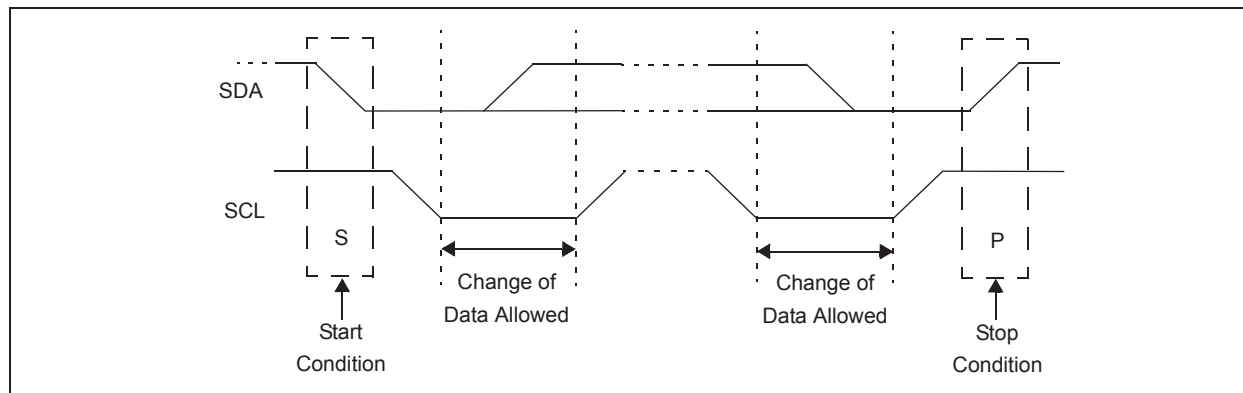 SDA
SCL
S
P
Change of
Data Allowed
Change of
Data Allowed
Start
Condition
Stop
Condition